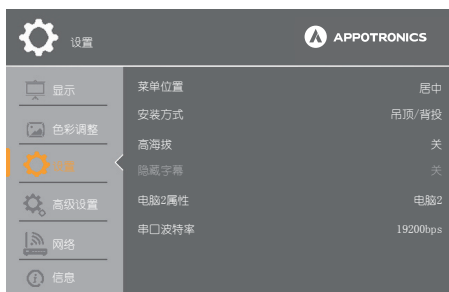 设置
APPOTRONICS
显示
色彩调整
设置
高级设置
网络
信息
菜单位置 居中
安装方式 吊顶/背投
高海拔 关
隐藏字幕 关
电脑2属性 电脑2
串口波特率 19200bps